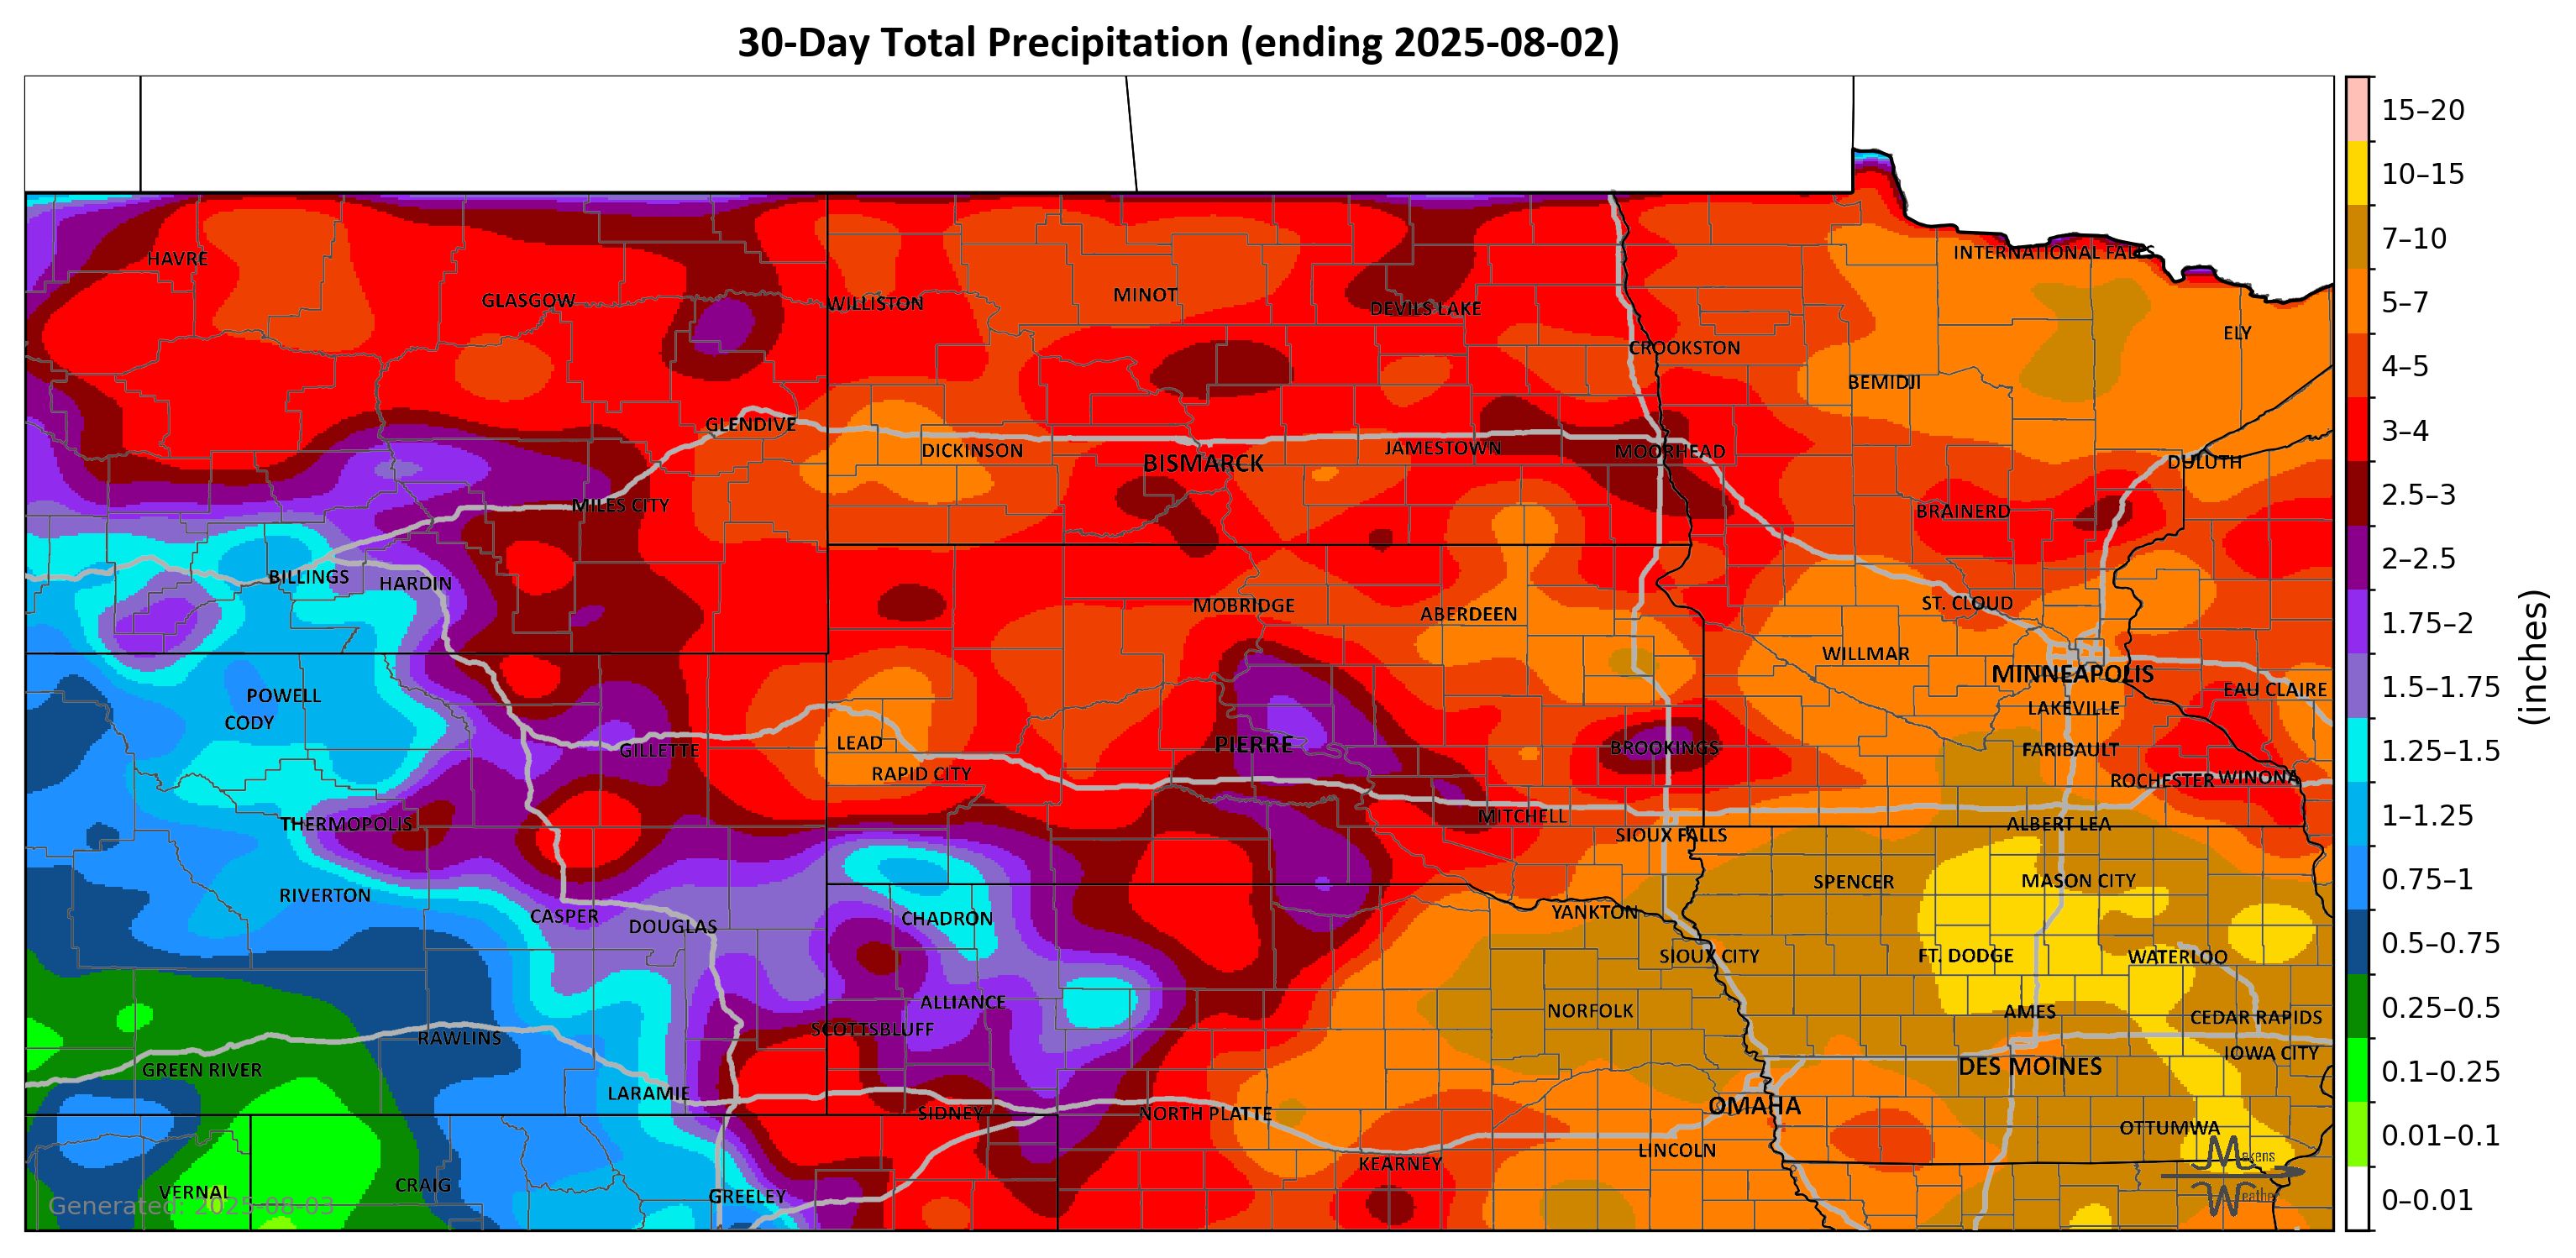 30-Day Total Precipitation (ending 2025-08-02)
15–20
10–15
7–10
5–7
4–5
3–4
2.5–3
2–2.5
1.75–2
1.5–1.75
1.25–1.5
1–1.25
0.75–1
0.5–0.75
0.25–0.5
0.1–0.25
0.01–0.1
0–0.01
(inches)
INTERNATIONAL FALLS
HAVRE
GLASGOW
WILLISTON
MINOT
DEVILS LAKE
ELY
CROOKSTON
BEMIDJI
GLENDIVE
DICKINSON
BISMARCK
JAMESTOWN
MOORHEAD
DULUTH
MILES CITY
BRAINERD
BILLINGS
HARDIN
MOBRIDGE
ABERDEEN
ST. CLOUD
WILLMAR
MINNEAPOLIS
POWELL
CODY
EAU CLAIRE
LAKEVILLE
GILLETTE
LEAD
PIERRE
BROOKINGS
FARIBAULT
RAPID CITY
ROCHESTER
WINONA
THERMOPOLIS
MITCHELL
SIOUX FALLS
ALBERT LEA
RIVERTON
SPENCER
MASON CITY
CASPER
DOUGLAS
CHADRON
YANKTON
SIOUX CITY
FT. DODGE
WATERLOO
ALLIANCE
NORFOLK
AMES
CEDAR RAPIDS
SCOTTSBLUFF
RAWLINS
IOWA CITY
GREEN RIVER
DES MOINES
LARAMIE
SIDNEY
NORTH PLATTE
OMAHA
OTTUMWA
LINCOLN
KEARNEY
VERNAL
CRAIG
GREELEY
Makens
Weather
Generated: 2025-08-03